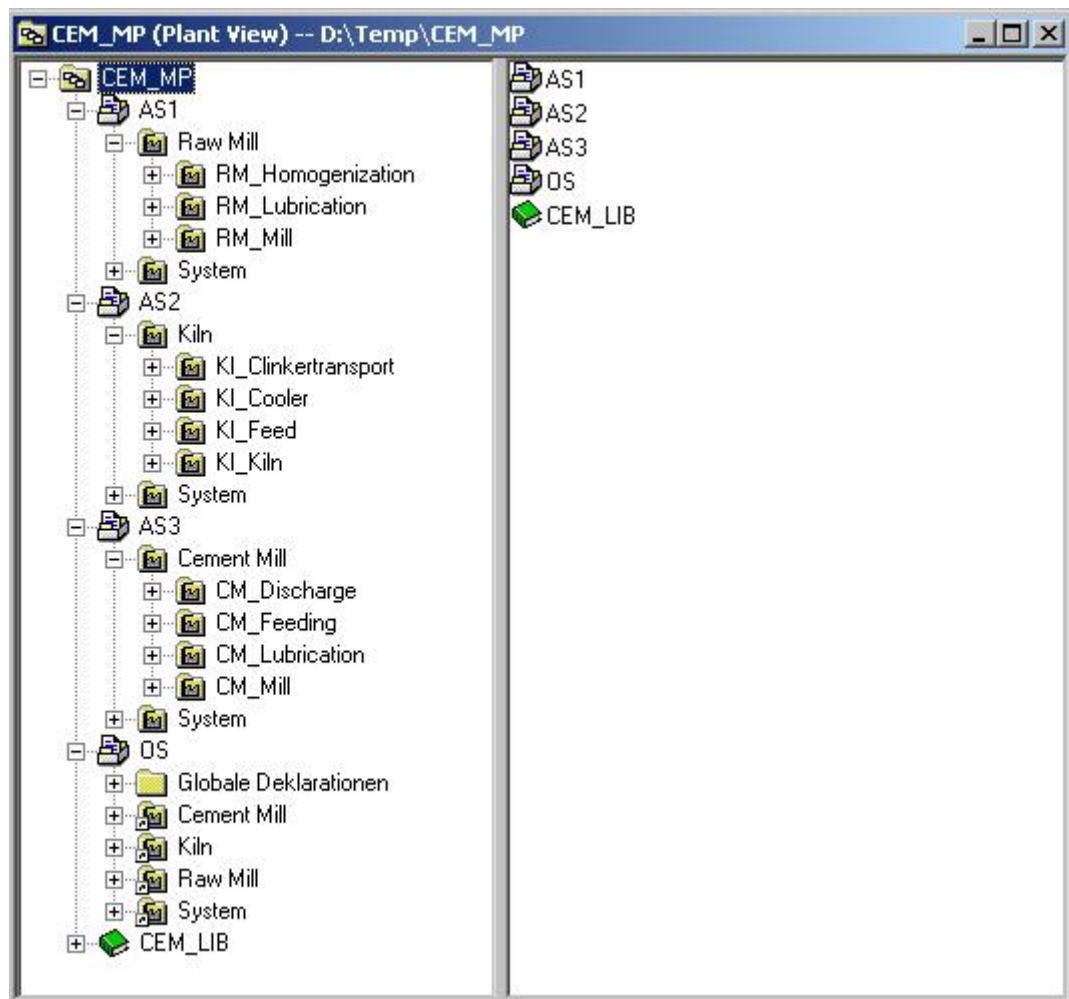 CEM_MP (Plant View) -- D:\Temp\CEM_MP
CEM_MP
AS1
Raw Mill
RM_Homogenization
RM_Lubrication
RM_Mill
System
AS2
Kiln
KI_Clinkertransport
KI_Cooler
KI_Feed
KI_Kiln
System
AS3
Cement Mill
CM_Discharge
CM_Feeding
CM_Lubrication
CM_Mill
System
OS
Globale Deklarationen
Cement Mill
Kiln
Raw Mill
System
CEM_LIB
AS1
AS2
AS3
OS
CEM_LIB